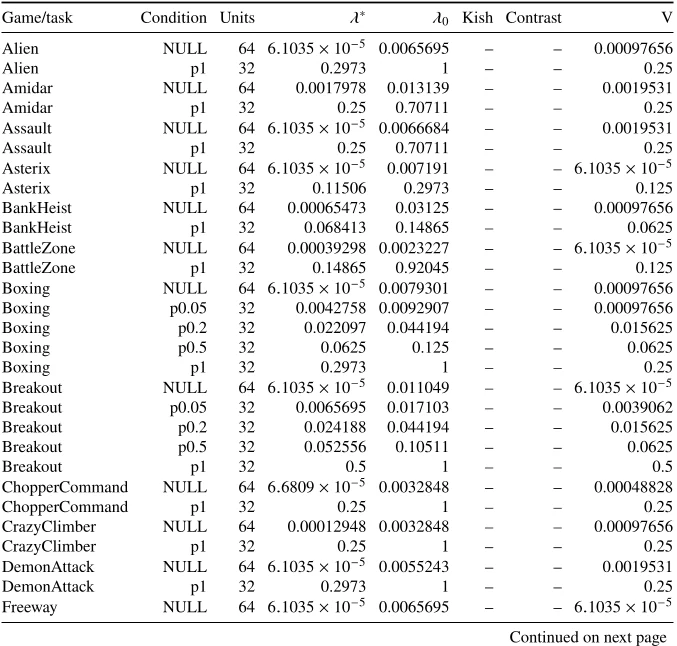 Game/task Condition Units λ* λ₀ Kish Contrast V
Alien NULL 64 6.1035 × 10⁻⁵ 0.0065695 – – 0.00097656
Alien p1 32 0.2973 1 – – 0.25
Amidar NULL 64 0.0017978 0.013139 – – 0.0019531
Amidar p1 32 0.25 0.70711 – – 0.25
Assault NULL 64 6.1035 × 10⁻⁵ 0.0066684 – – 0.0019531
Assault p1 32 0.25 0.70711 – – 0.25
Asterix NULL 64 6.1035 × 10⁻⁵ 0.007191 – – 6.1035 × 10⁻⁵
Asterix p1 32 0.11506 0.2973 – – 0.125
BankHeist NULL 64 0.00065473 0.03125 – – 0.00097656
BankHeist p1 32 0.068413 0.14865 – – 0.0625
BattleZone NULL 64 0.00039298 0.0023227 – – 6.1035 × 10⁻⁵
BattleZone p1 32 0.14865 0.92045 – – 0.125
Boxing NULL 64 6.1035 × 10⁻⁵ 0.0079301 – – 0.00097656
Boxing p0.05 32 0.0042758 0.0092907 – – 0.00097656
Boxing p0.2 32 0.022097 0.044194 – – 0.015625
Boxing p0.5 32 0.0625 0.125 – – 0.0625
Boxing p1 32 0.2973 1 – – 0.25
Breakout NULL 64 6.1035 × 10⁻⁵ 0.011049 – – 6.1035 × 10⁻⁵
Breakout p0.05 32 0.0065695 0.017103 – – 0.0039062
Breakout p0.2 32 0.024188 0.044194 – – 0.015625
Breakout p0.5 32 0.052556 0.10511 – – 0.0625
Breakout p1 32 0.5 1 – – 0.5
ChopperCommand NULL 64 6.6809 × 10⁻⁵ 0.0032848 – – 0.00048828
ChopperCommand p1 32 0.25 1 – – 0.25
CrazyClimber NULL 64 0.00012948 0.0032848 – – 0.00097656
CrazyClimber p1 32 0.25 1 – – 0.25
DemonAttack NULL 64 6.1035 × 10⁻⁵ 0.0055243 – – 0.0019531
DemonAttack p1 32 0.2973 1 – – 0.25
Freeway NULL 64 6.1035 × 10⁻⁵ 0.0065695 – – 6.1035 × 10⁻⁵
Continued on next page